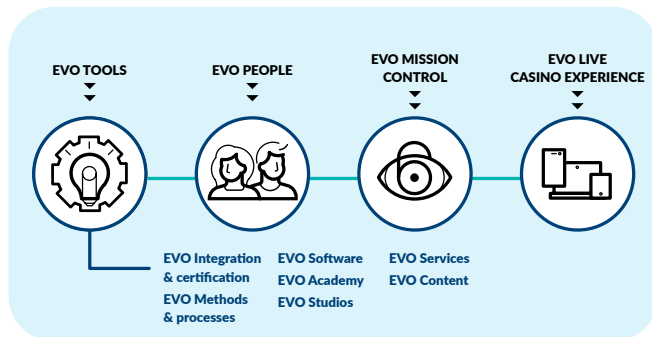 EVO TOOLS
EVO PEOPLE
EVO MISSION
CONTROL
EVO LIVE
CASINO EXPERIENCE
EVO Integration
& certification
EVO Methods
& processes
EVO Software
EVO Academy
EVO Studios
EVO Services
EVO Content